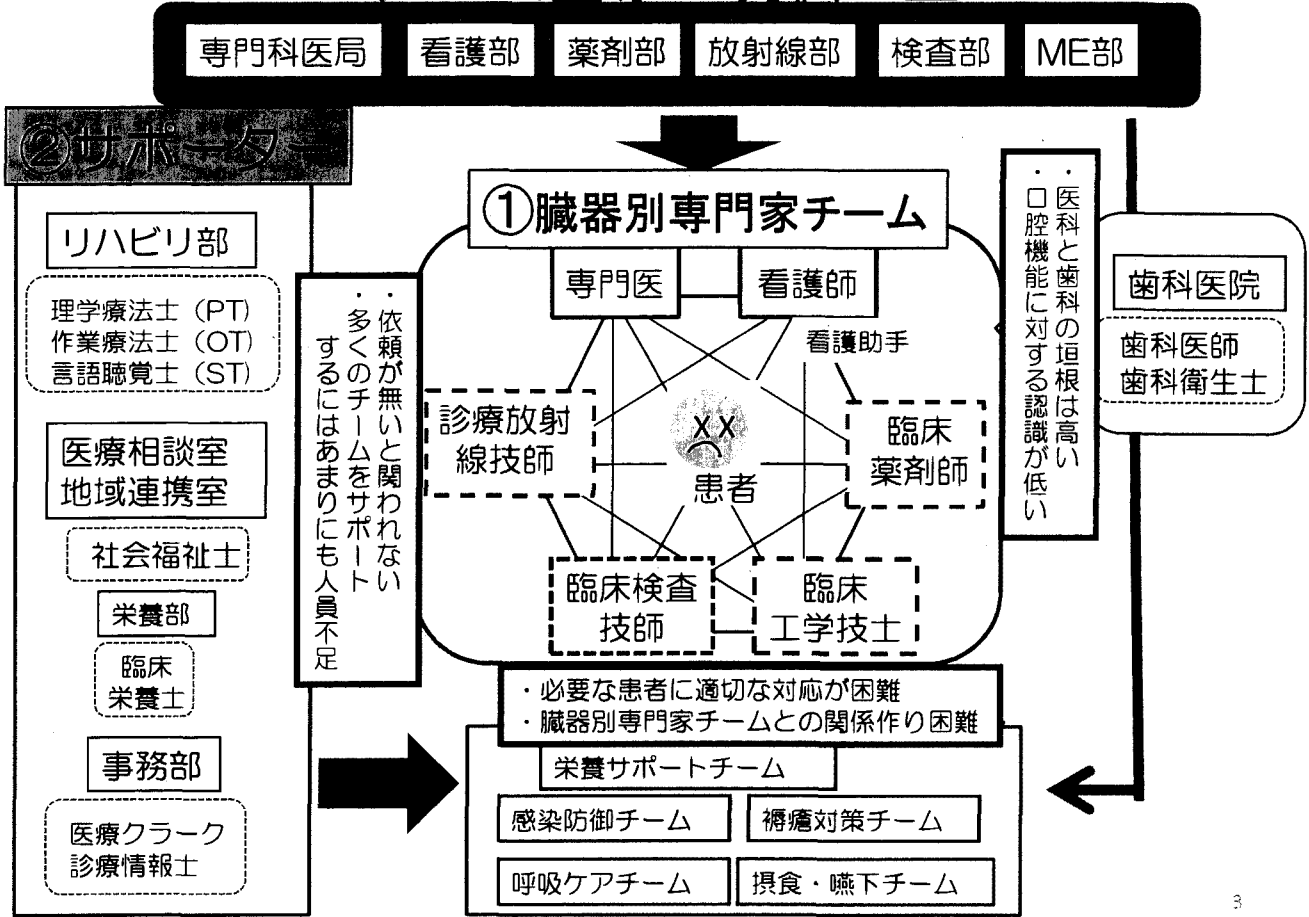 専門科医局
看護部
薬剤部
放射線部
検査部
ME部
②サポーター
リハビリ部
理学療法士（PT）
作業療法士（OT）
言語聴覚士（ST）
医療相談室
地域連携室
社会福祉士
栄養部
臨床
栄養士
事務部
医療クラーク
診療情報士
・依頼が無いと関われない
・多くのチームをサポート
するにはあまりにも人員不足
①臓器別専門家チーム
専門医
看護師
看護助手
診療放射
線技師
臨床
薬剤師
患者
臨床検査
技師
臨床
工学技士
・医科と歯科の垣根は高い
・口腔機能に対する認識が低い
歯科医院
歯科医師
歯科衛生士
・必要な患者に適切な対応が困難
・臓器別専門家チームとの関係作り困難
栄養サポートチーム
感染防御チーム
褥瘡対策チーム
呼吸ケアチーム
摂食・嚥下チーム
3